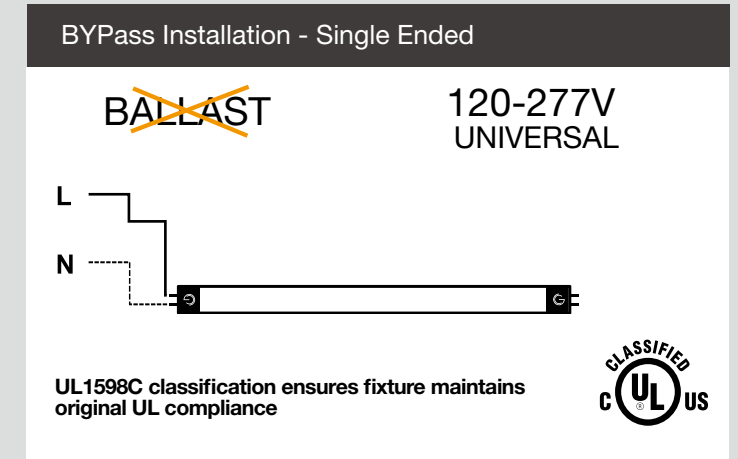 BYPass Installation - Single Ended
BALLAST
120-277V
UNIVERSAL
L
N
UL1598C classification ensures fixture maintains
original UL compliance
CLASSIFIED
C UL US
®